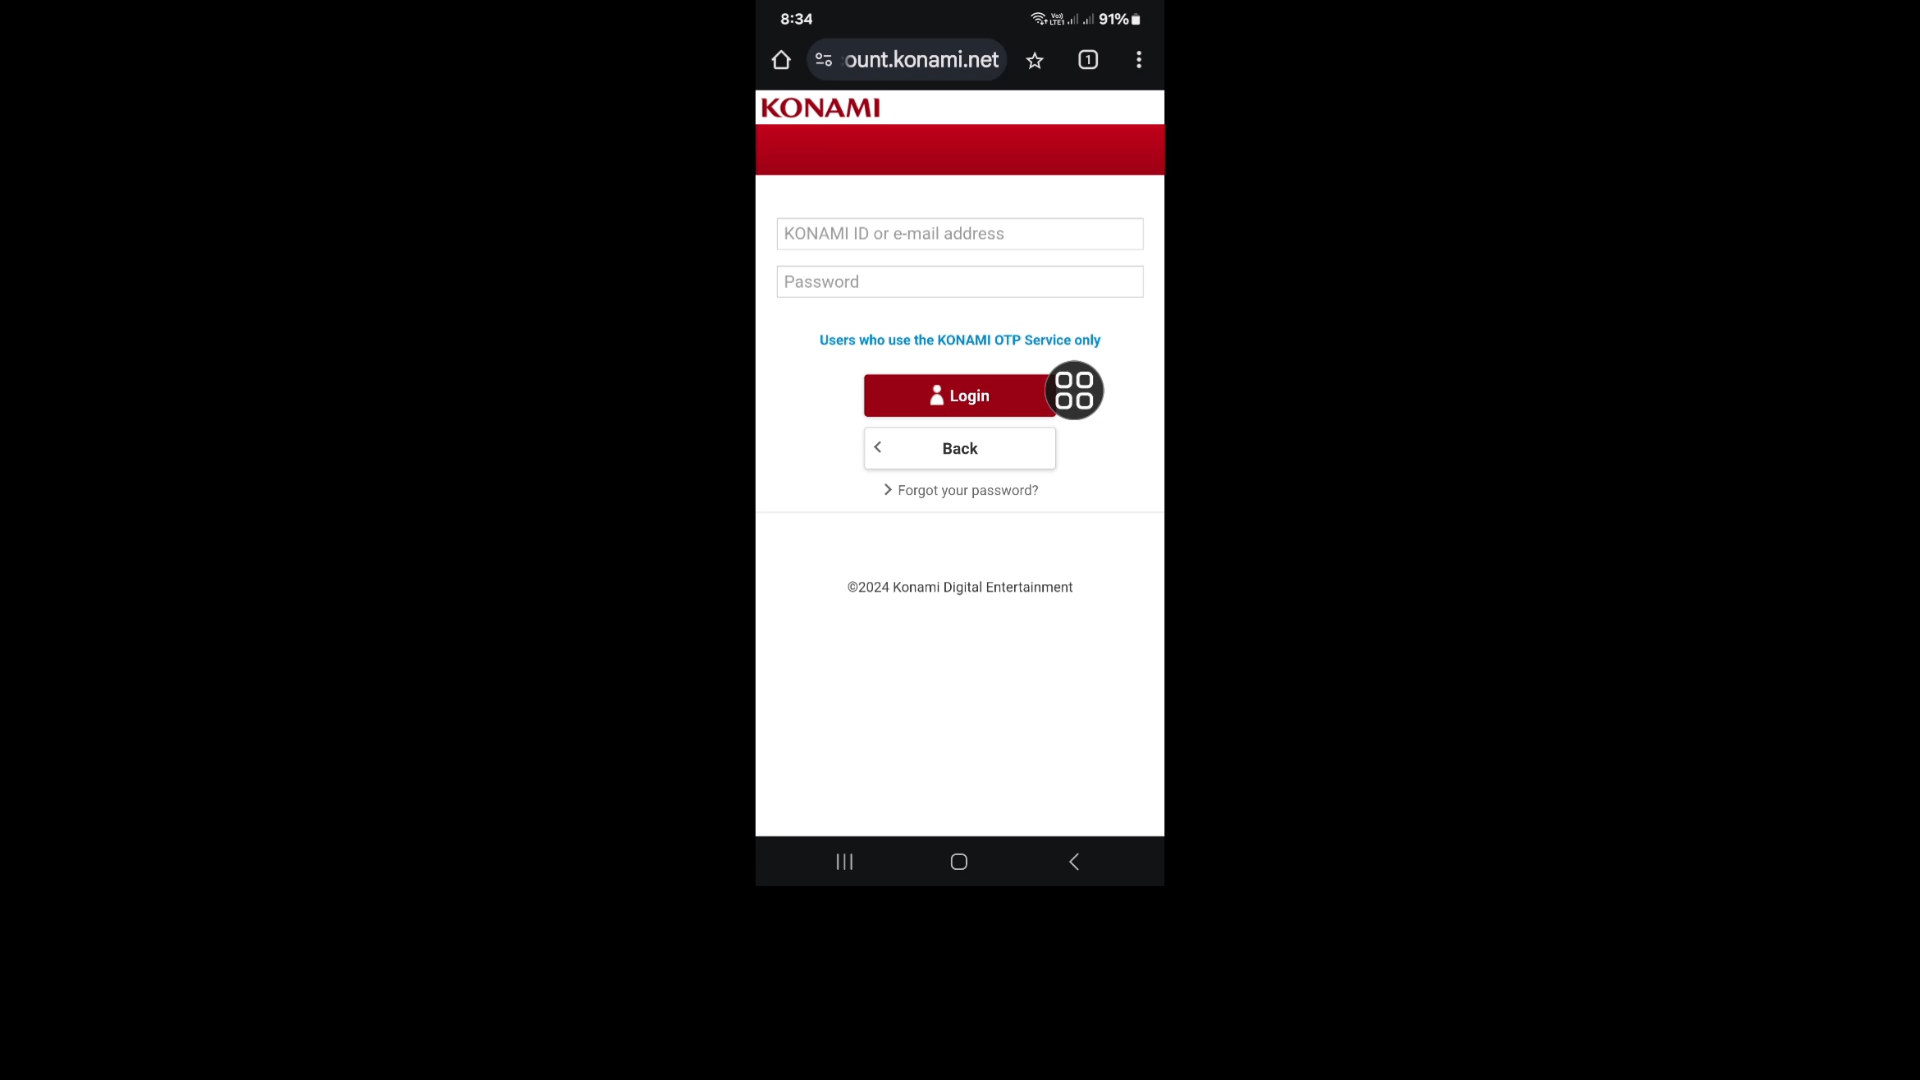 8:34 91%
ount.konami.net 1
KONAMI
KONAMI ID or e-mail address
Password
Users who use the KONAMI OTP Service only
Login
Back
Forgot your password?
©2024 Konami Digital Entertainment